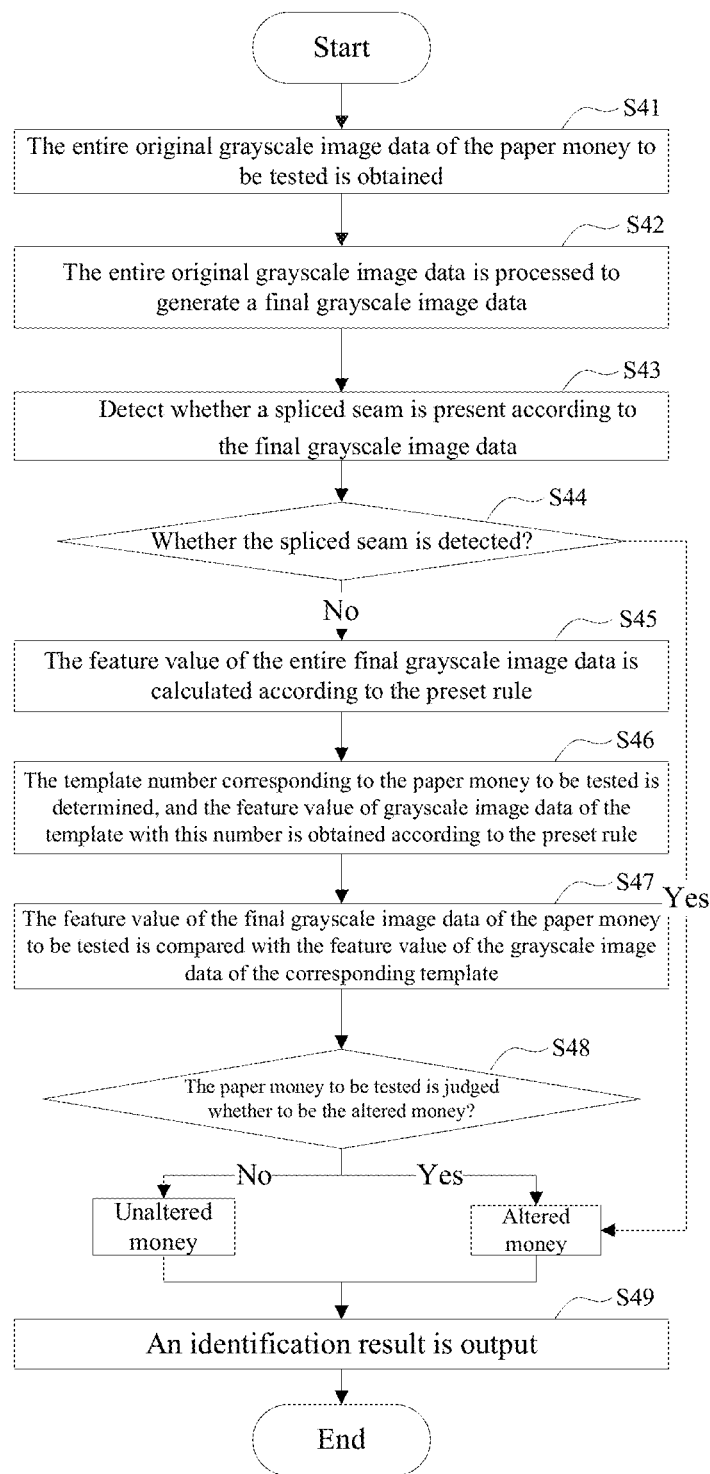 Start
S41
The entire original grayscale image data of the paper money to
be tested is obtained
S42
The entire original grayscale image data is processed to
generate a final grayscale image data
S43
Detect whether a spliced seam is present according to
the final grayscale image data
S44
Whether the spliced seam is detected?
No
S45
The feature value of the entire final grayscale image data is
calculated according to the preset rule
S46
The template number corresponding to the paper money to be tested is
determined, and the feature value of grayscale image data of the
template with this number is obtained according to the preset rule
S47
Yes
The feature value of the final grayscale image data of the paper money
to be tested is compared with the feature value of the grayscale image
data of the corresponding template
S48
The paper money to be tested is judged
whether to be the altered money?
No
Yes
Unaltered
money
Altered
money
S49
An identification result is output
End